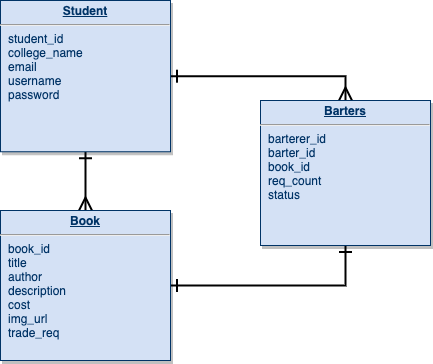 Student
student_id
college_name
email
username
password
Barters
barterer_id
barter_id
book_id
req_count
status
Book
book_id
title
author
description
cost
img_url
trade_req